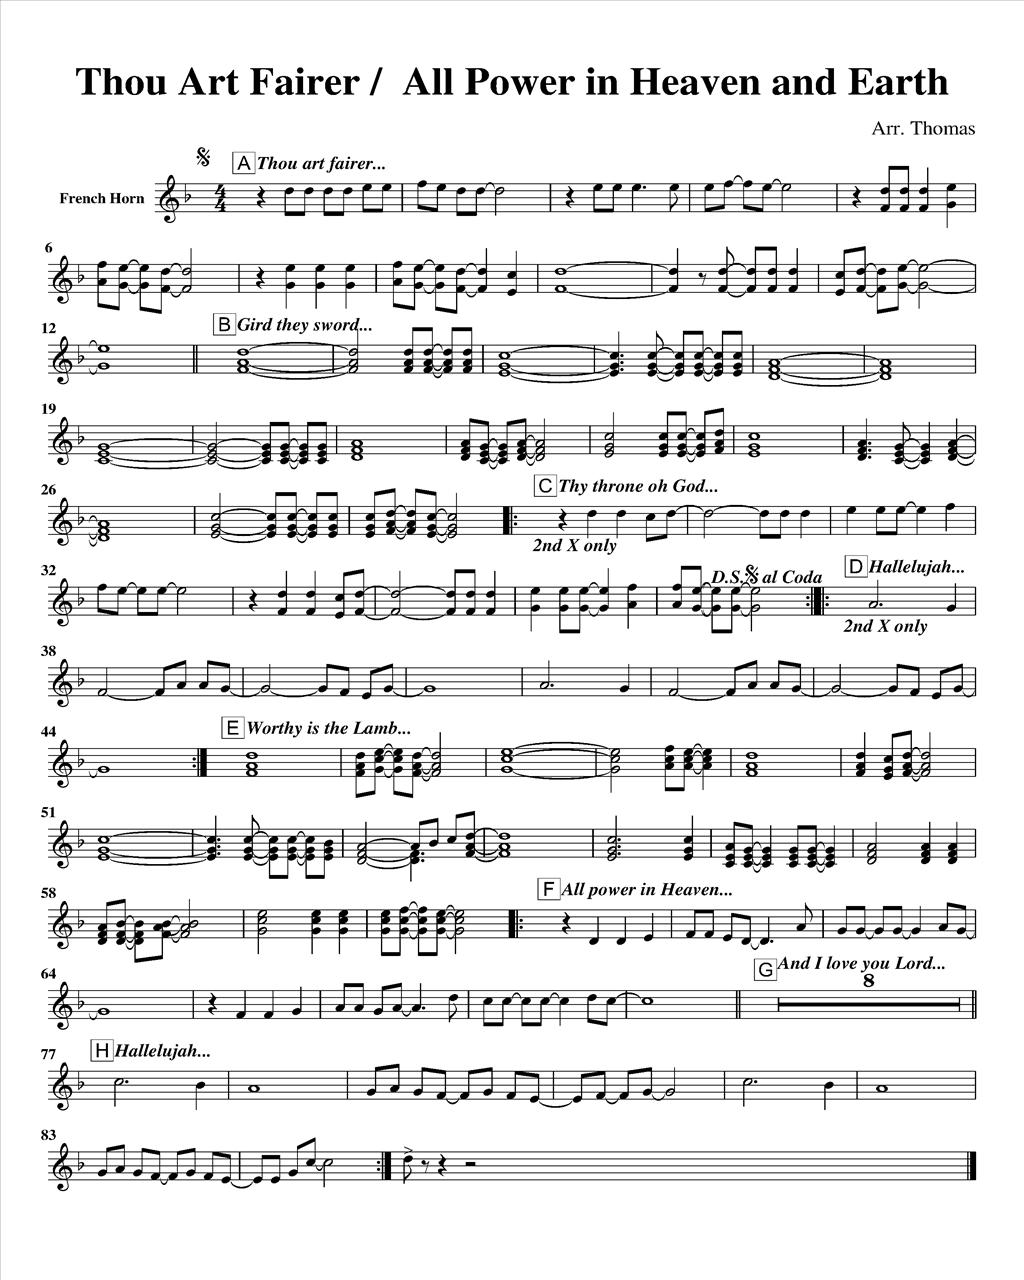 Thou Art Fairer / All Power in Heaven and Earth
Arr. Thomas
A Thou art fairer...
French Horn
4
4
6
12
B Gird they sword...
19
26
C Thy throne oh God...
2nd X only
32
D.S. al Coda
D Hallelujah...
2nd X only
38
44
E Worthy is the Lamb...
51
58
F All power in Heaven...
64
G And I love you Lord...
8
77
H Hallelujah...
83